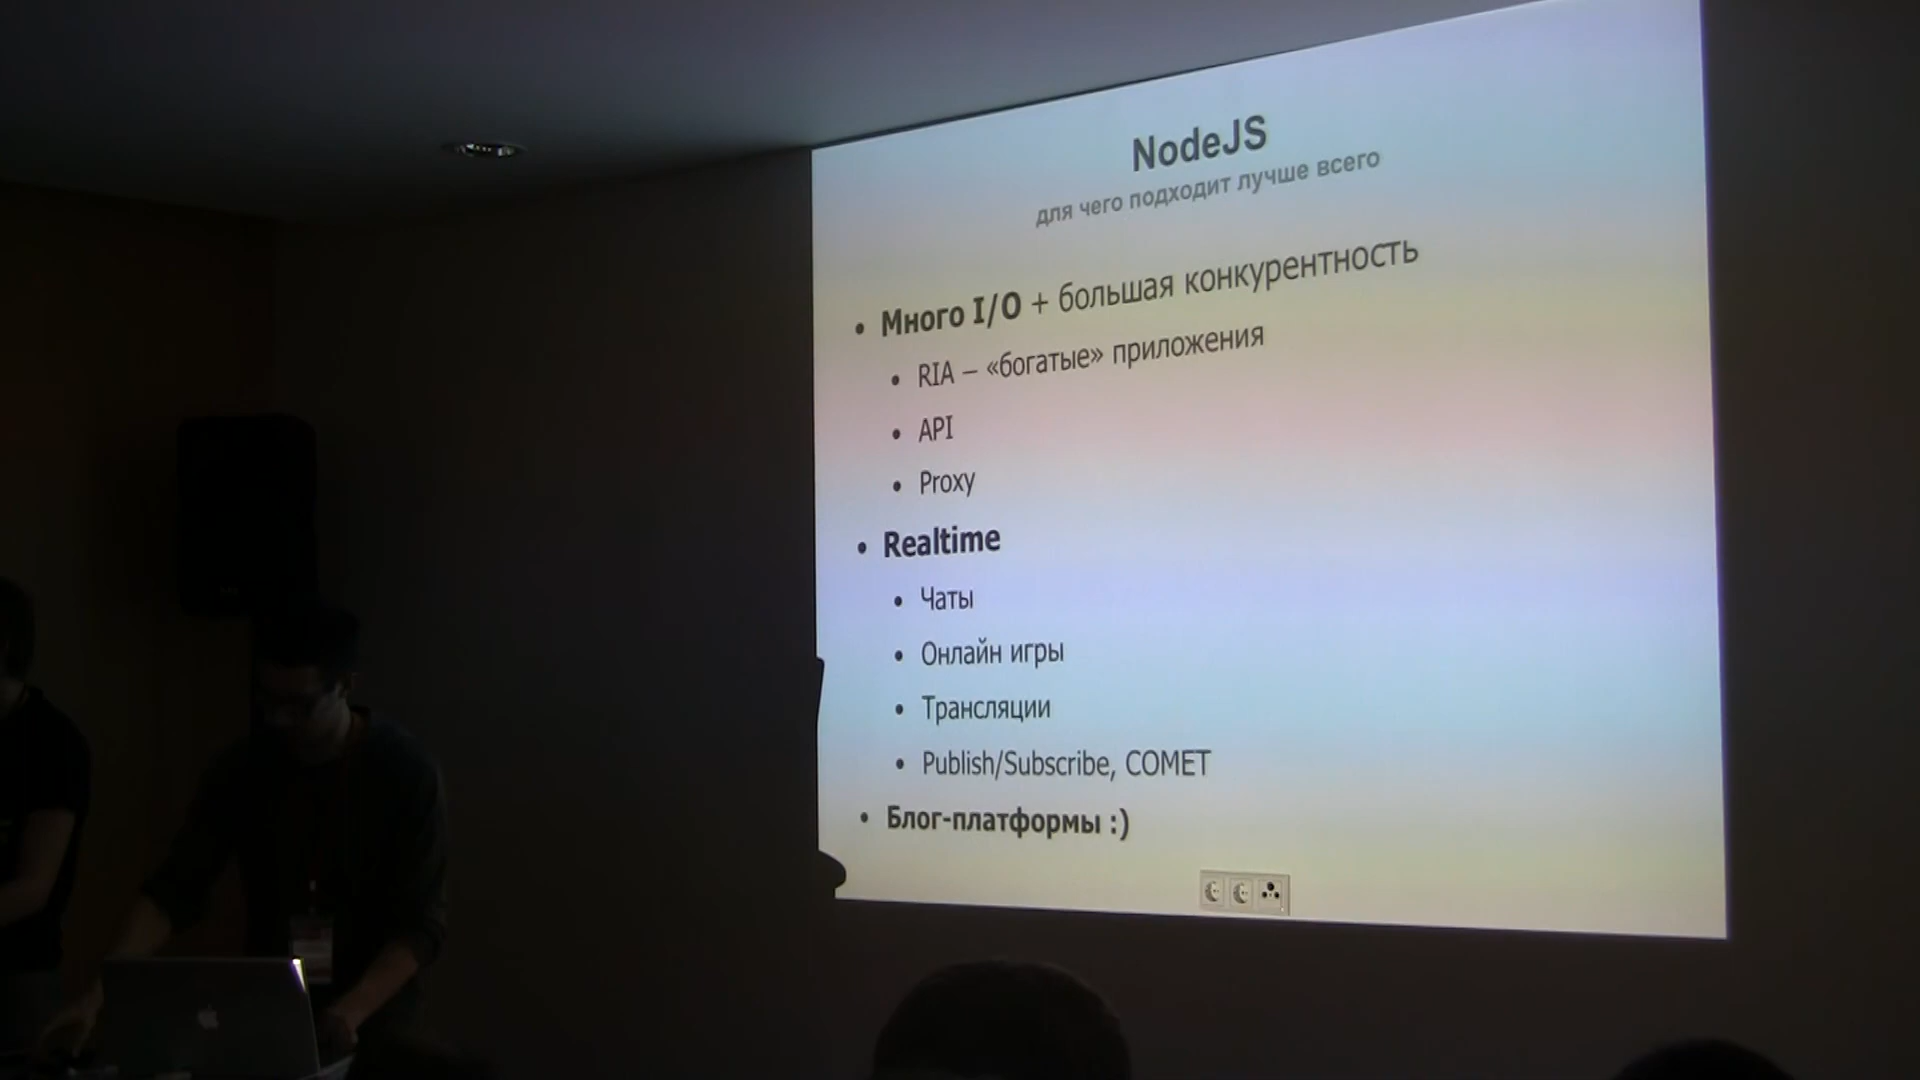 NodeJS
для чего подходит лучше всего
• Много I/O + большая конкурентность
• RIA – «богатые» приложения
• API
• Proxy
• Realtime
• Чаты
• Онлайн игры
• Трансляции
• Publish/Subscribe, COMET
• Блог-платформы :)